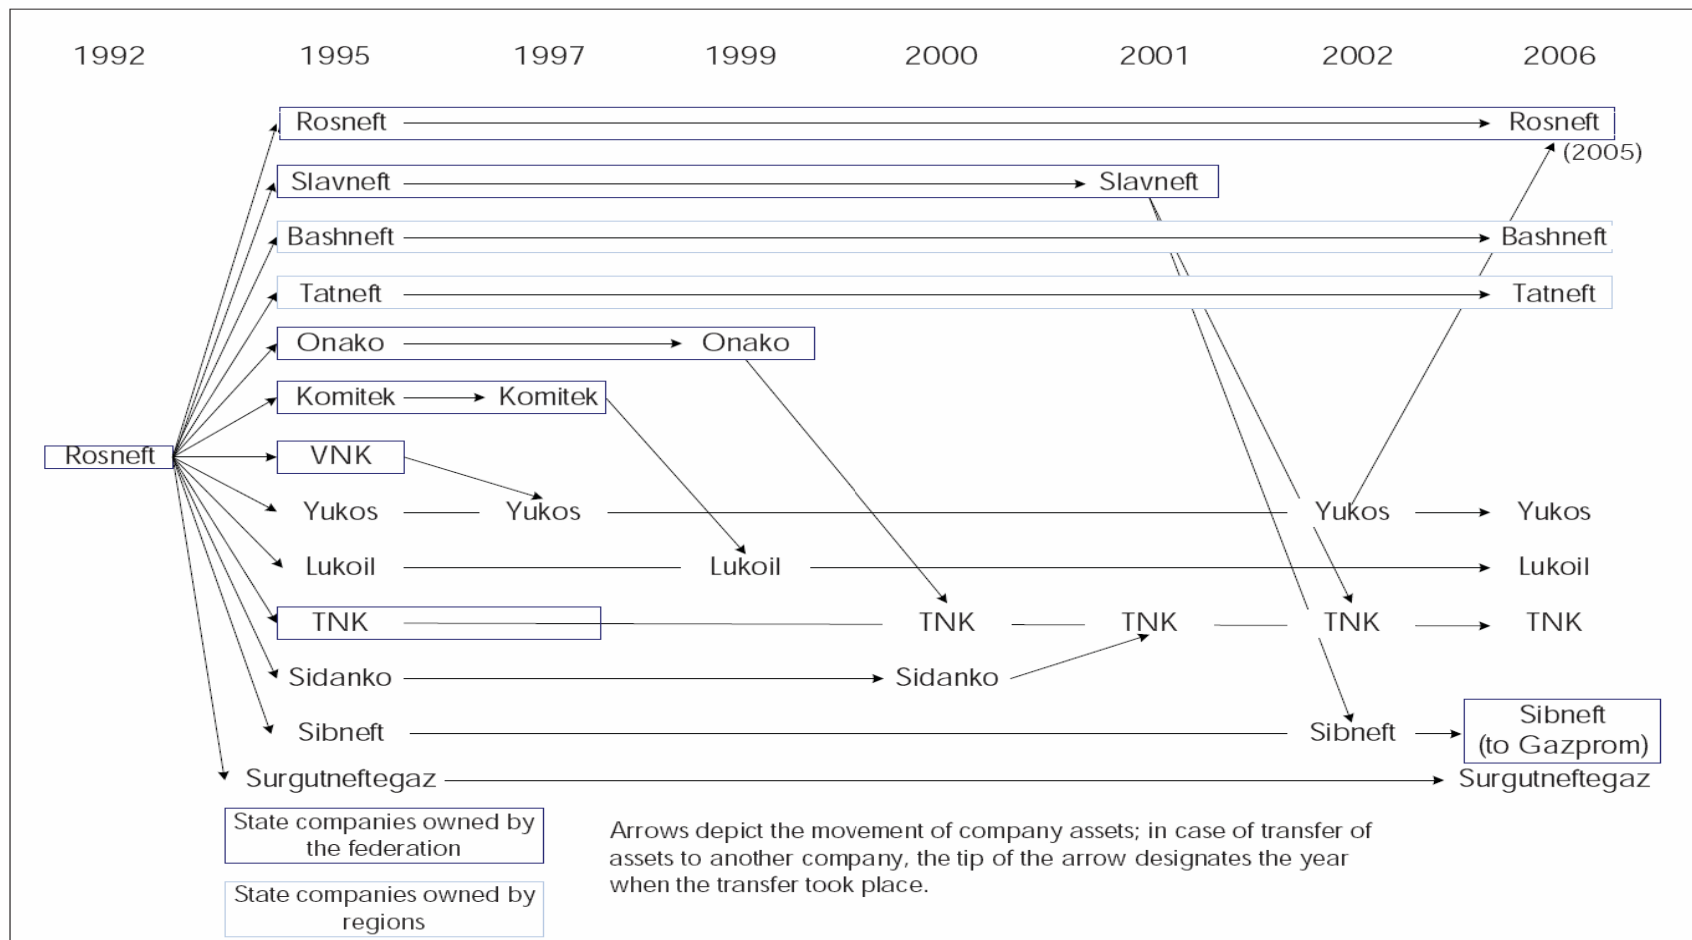 1992 1995 1997 1999 2000 2001 2002 2006
Rosneft Rosneft
(2005)
Slavneft Slavneft
Bashneft Bashneft
Tatneft Tatneft
Onako Onako
Komitek Komitek
Rosneft VNK
Yukos Yukos Yukos Yukos
Lukoil Lukoil Lukoil
TNK TNK TNK TNK TNK
Sidanko Sidanko
Sibneft Sibneft Sibneft
(to Gazprom)
Surgutneftegaz Surgutneftegaz
State companies owned by
the federation
State companies owned by
regions
Arrows depict the movement of company assets; in case of transfer of
assets to another company, the tip of the arrow designates the year
when the transfer took place.